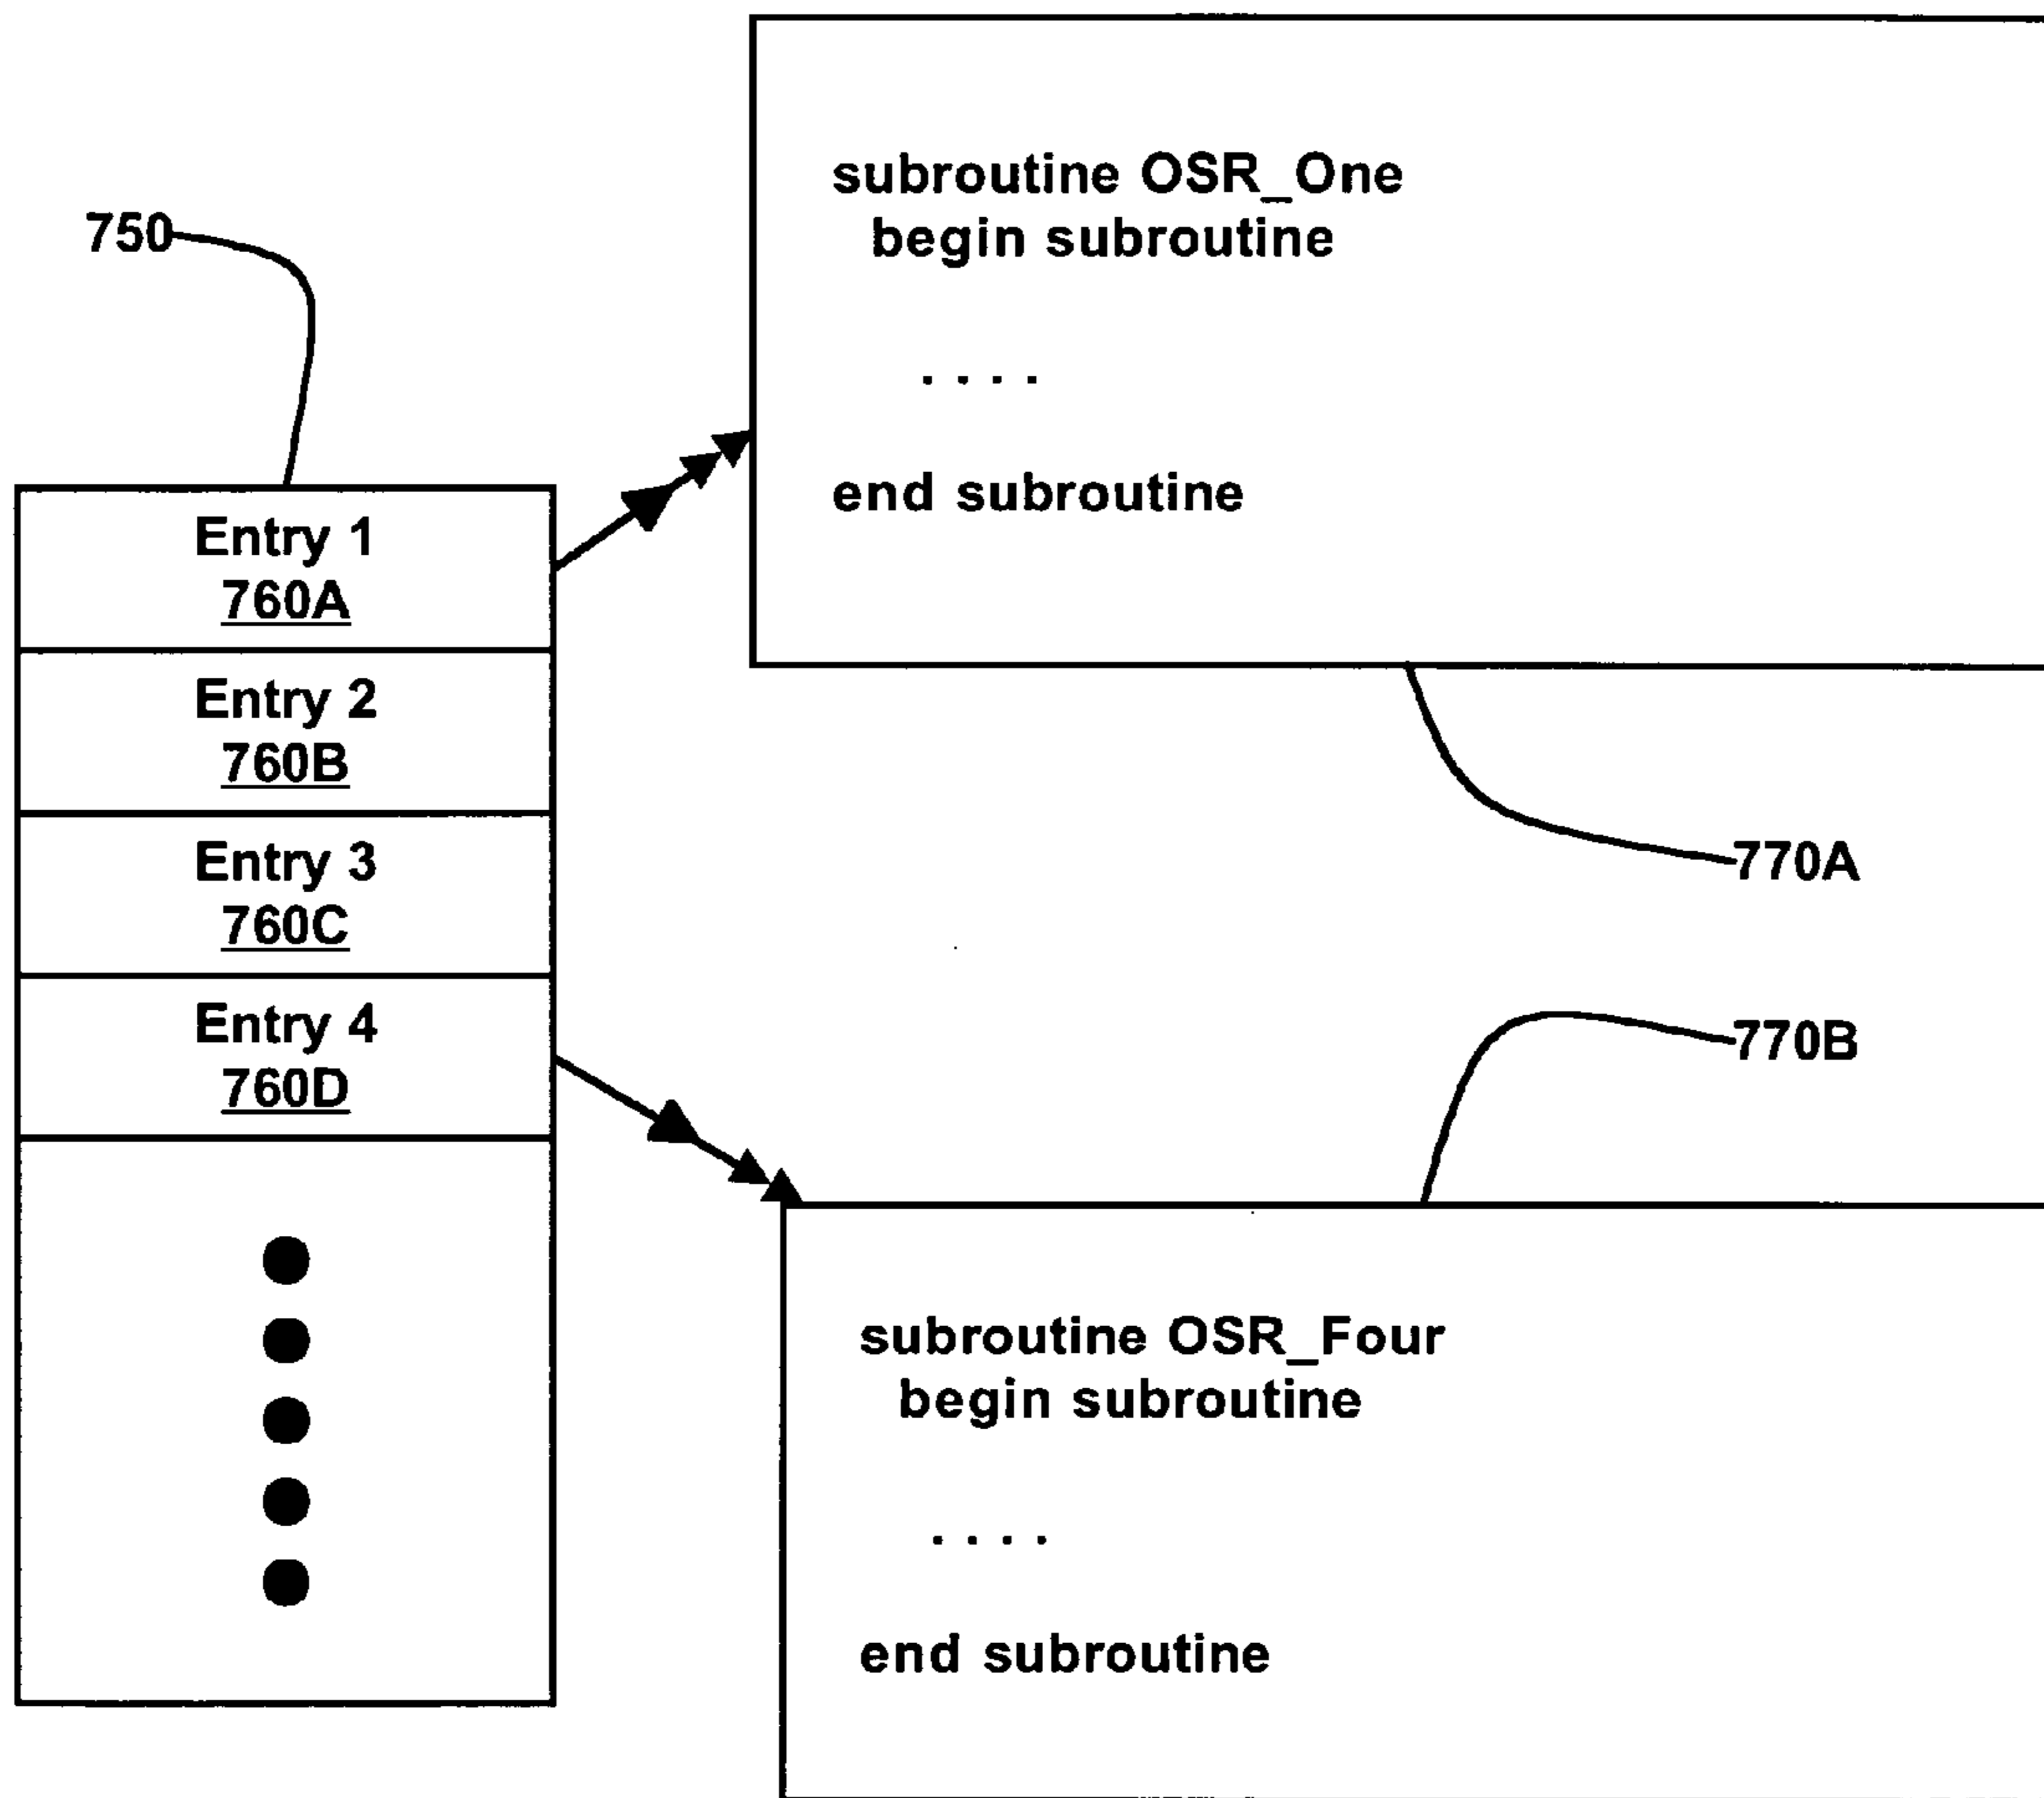 750
Entry 1
760A
Entry 2
760B
Entry 3
760C
Entry 4
760D
subroutine OSR_One
begin subroutine
. . . .
end subroutine
770A
770B
subroutine OSR_Four
begin subroutine
. . . .
end subroutine